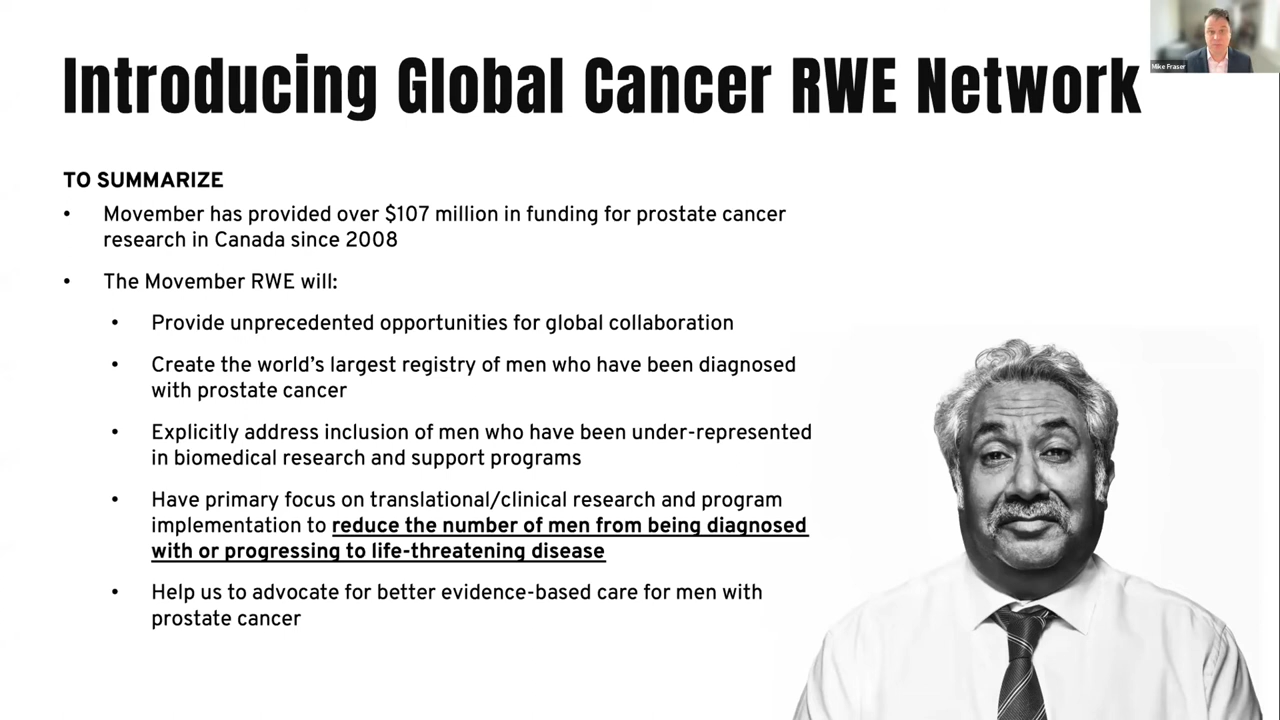 Introducing Global Cancer RWE Network
Mike Fraser
TO SUMMARIZE
• Movember has provided over $107 million in funding for prostate cancer
research in Canada since 2008
• The Movember RWE will:
• Provide unprecedented opportunities for global collaboration
• Create the world's largest registry of men who have been diagnosed
with prostate cancer
• Explicitly address inclusion of men who have been under-represented
in biomedical research and support programs
• Have primary focus on translational/clinical research and program
implementation to reduce the number of men from being diagnosed
with or progressing to life-threatening disease
• Help us to advocate for better evidence-based care for men with
prostate cancer